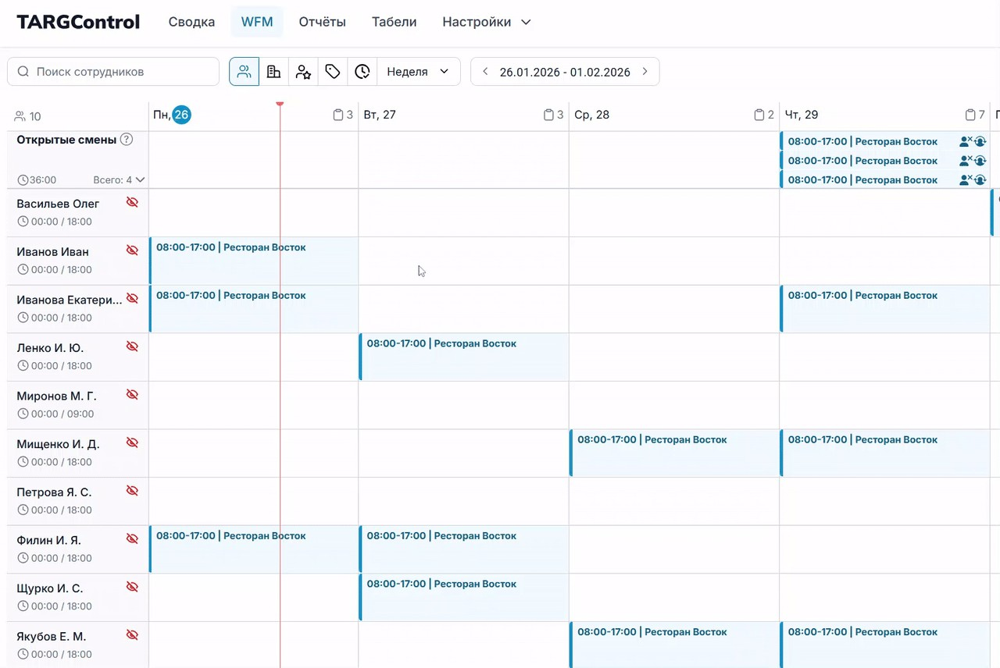 TARGControl Сводка WFM Отчёты Табели Настройки
Поиск сотрудников Неделя 26.01.2026 - 01.02.2026
10 Пн, 26 3 Вт, 27 3 Ср, 28 2 Чт, 29 7
Открытые смены ? 08:00-17:00 | Ресторан Восток
08:00-17:00 | Ресторан Восток
36:00 Всего: 4 08:00-17:00 | Ресторан Восток
Васильев Олег
00:00 / 18:00
Иванов Иван 08:00-17:00 | Ресторан Восток
00:00 / 18:00
Иванова Екатери... 08:00-17:00 | Ресторан Восток 08:00-17:00 | Ресторан Восток
00:00 / 18:00
Ленко И. Ю. 08:00-17:00 | Ресторан Восток
00:00 / 18:00
Миронов М. Г.
00:00 / 09:00
Мищенко И. Д. 08:00-17:00 | Ресторан Восток 08:00-17:00 | Ресторан Восток
00:00 / 18:00
Петрова Я. С.
00:00 / 18:00
Филин И. Я. 08:00-17:00 | Ресторан Восток 08:00-17:00 | Ресторан Восток
00:00 / 18:00
Щурко И. С. 08:00-17:00 | Ресторан Восток
00:00 / 18:00
Якубов Е. М. 08:00-17:00 | Ресторан Восток 08:00-17:00 | Ресторан Восток
00:00 / 18:00